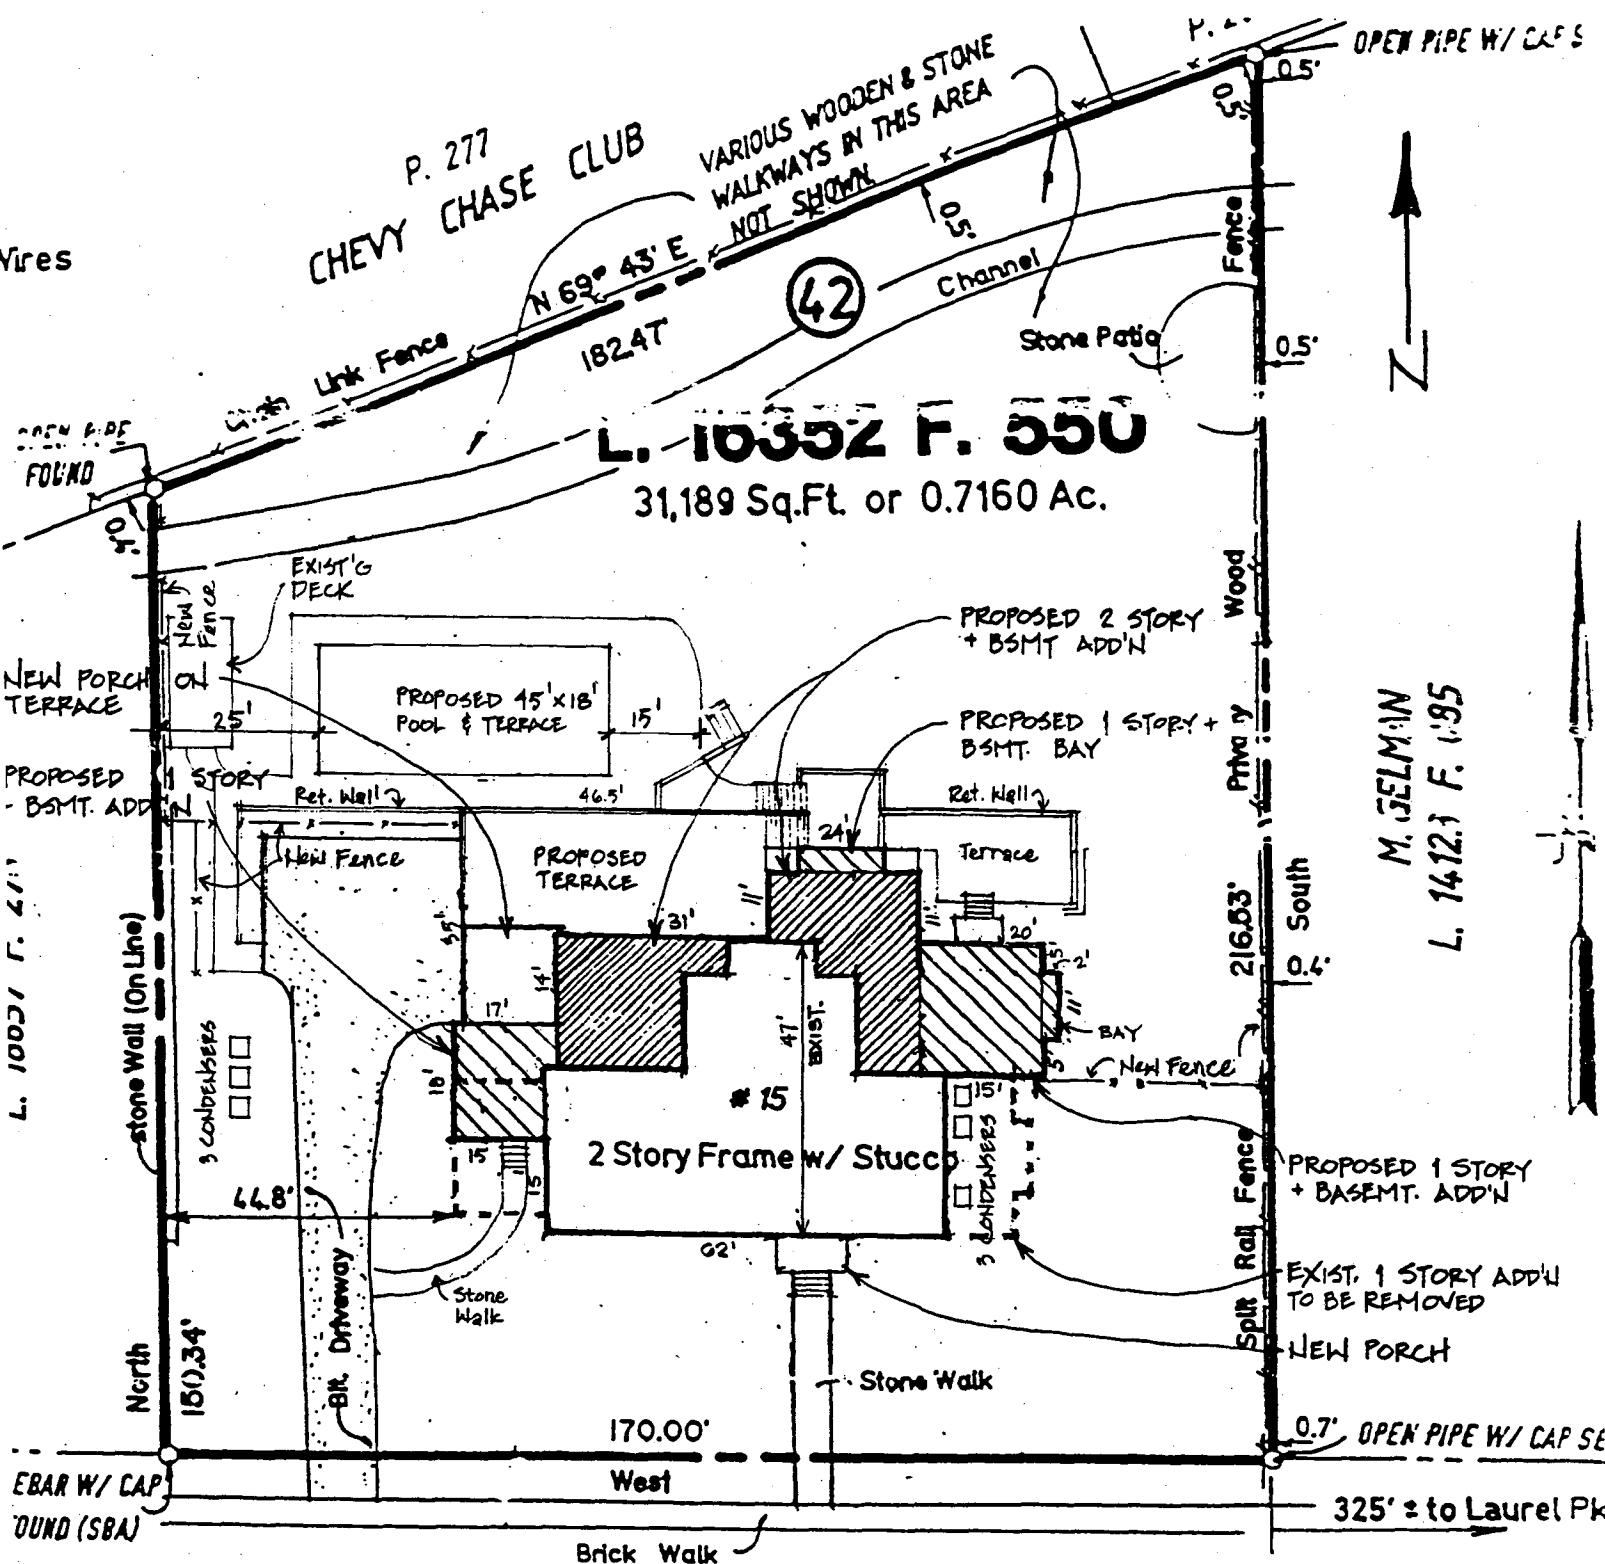 P. 2
OPEN PIPE W/ CAP S
0.5'
0.5'
VARIOUS WOODEN & STONE
WALKWAYS IN THIS AREA
NOT SHOWN.
P. 277
CHEVY CHASE CLUB
Wires
N 69° 43' E
182.47'
0.5'
42
Channel
Fence
Stone Patio
0.5'
N
Link Fence
FOUND
L. 16352 F. 550
31,189 Sq.Ft. or 0.7160 Ac.
EXIST'G
DECK
New
Fence
Wood
PROPOSED 2 STORY
+ BSMT ADD'N
NEW PORCH ON
TERRACE
PROPOSED 45'x18'
POOL & TERRACE
25'
15'
PROPOSED 1 STORY +
BSMT. BAY
M. SELMAN
PROPOSED 1 STORY
- BSMT. ADD'N
Ret. Wall
46.5'
Ret. Wall
24'
New Fence
PROPOSED
TERRACE
Terrace
11'
11'
31'
35'
20'
South
216.83'
0.4'
5'
2'
11'
5'
14'
17'
47'
EXIST.
BAY
New Fence
stone Wall (On Line)
3 CONDENSERS
18'
# 15
15'
2 Story Frame w/ Stucco
3 CONDENSERS
15
15'
PROPOSED 1 STORY
+ BASEMT. ADD'N
44.8'
62'
Split Rail Fence
EXIST. 1 STORY ADD'N
TO BE REMOVED
Stone
Walk
Bit. Driveway
NEW PORCH
North
180.34'
Stone Walk
170.00'
West
0.7'
OPEN PIPE W/ CAP SE
EBAR W/ CAP
OUND (SBA)
325' ± to Laurel Pk
Brick Walk